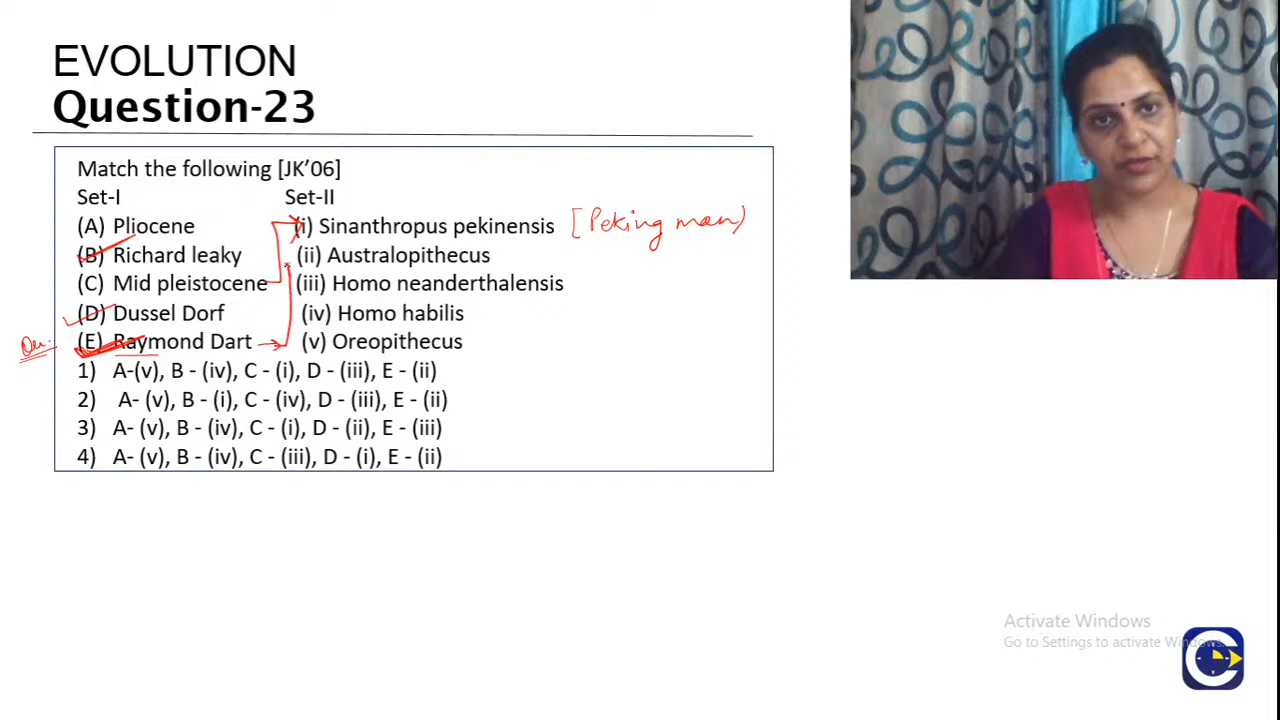 EVOLUTION
Question-23
Match the following [JK'06]
Set-I Set-II
(A) Pliocene (i) Sinanthropus pekinensis [Peking man)
(B) Richard leaky (ii) Australopithecus
(C) Mid pleistocene (iii) Homo neanderthalensis
(D) Dussel Dorf (iv) Homo habilis
(E) Raymond Dart (v) Oreopithecus
1) A-(v), B - (iv), C - (i), D - (iii), E - (ii)
2) A- (v), B - (i), C - (iv), D - (iii), E - (ii)
3) A- (v), B - (iv), C - (i), D - (ii), E - (iii)
4) A- (v), B - (iv), C - (iii), D - (i), E - (ii)
Activate Windows
Go to Settings to activate Windows.